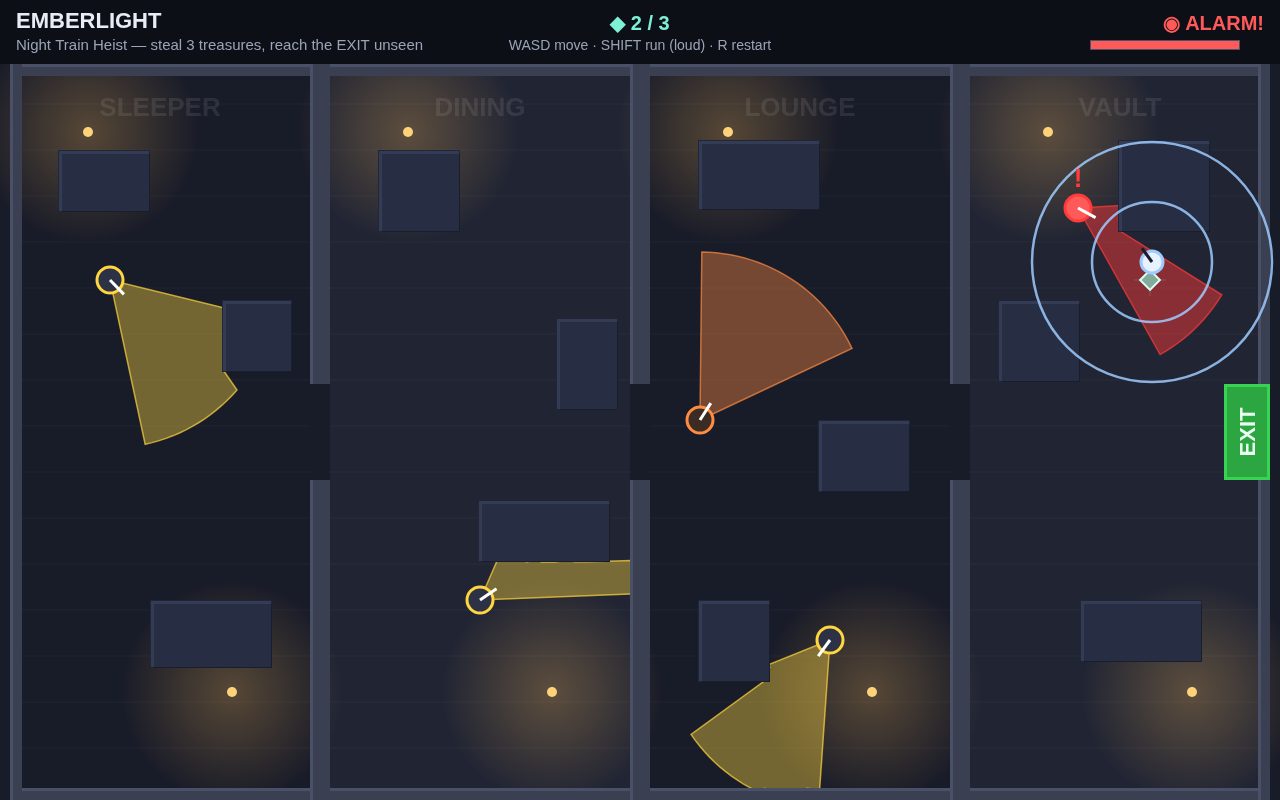 EMBERLIGHT
Night Train Heist — steal 3 treasures, reach the EXIT unseen
◆ 2 / 3
WASD move · SHIFT run (loud) · R restart
◉ ALARM!
SLEEPER
DINING
LOUNGE
VAULT
!
EXIT